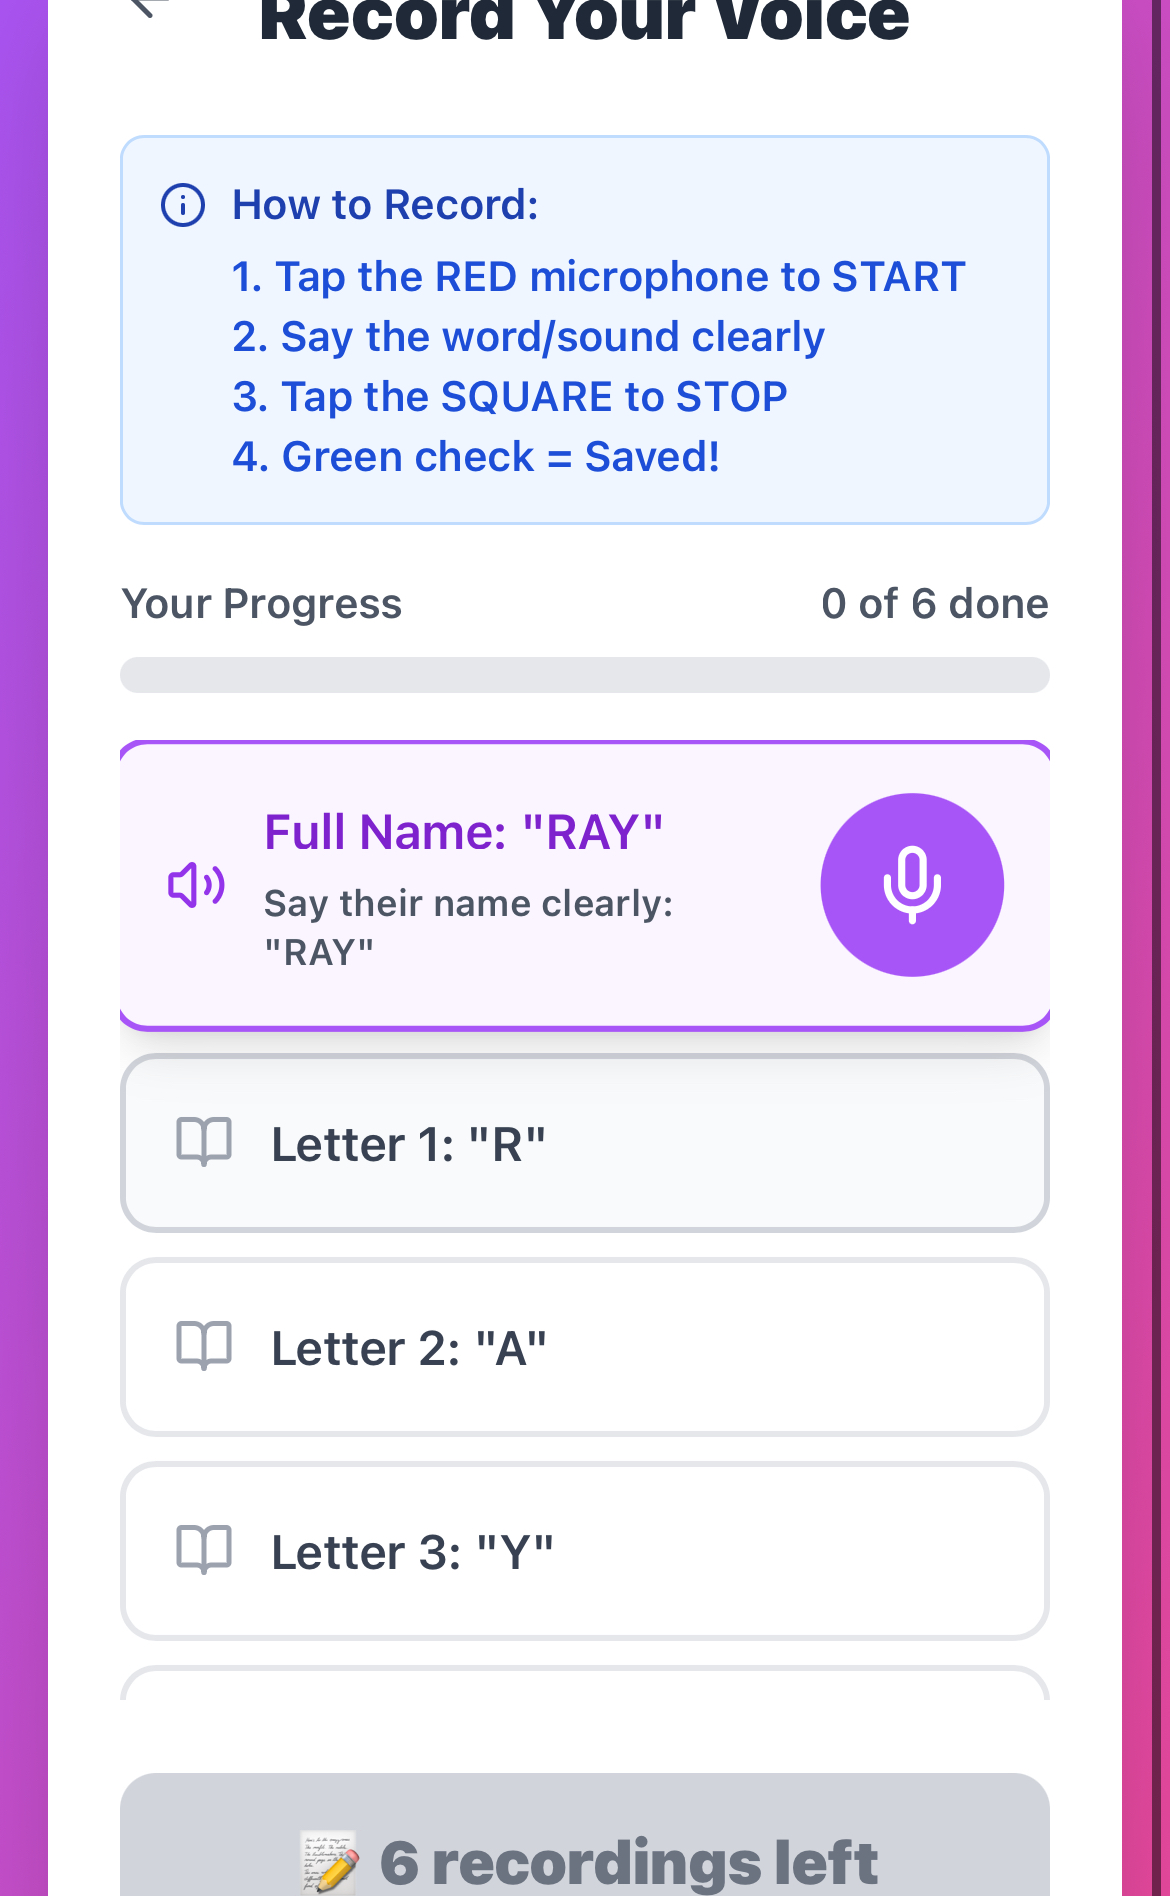 Record Your Voice
How to Record:
1. Tap the RED microphone to START
2. Say the word/sound clearly
3. Tap the SQUARE to STOP
4. Green check = Saved!
Your Progress
0 of 6 done
Full Name: "RAY"
Say their name clearly:
"RAY"
Letter 1: "R"
Letter 2: "A"
Letter 3: "Y"
6 recordings left